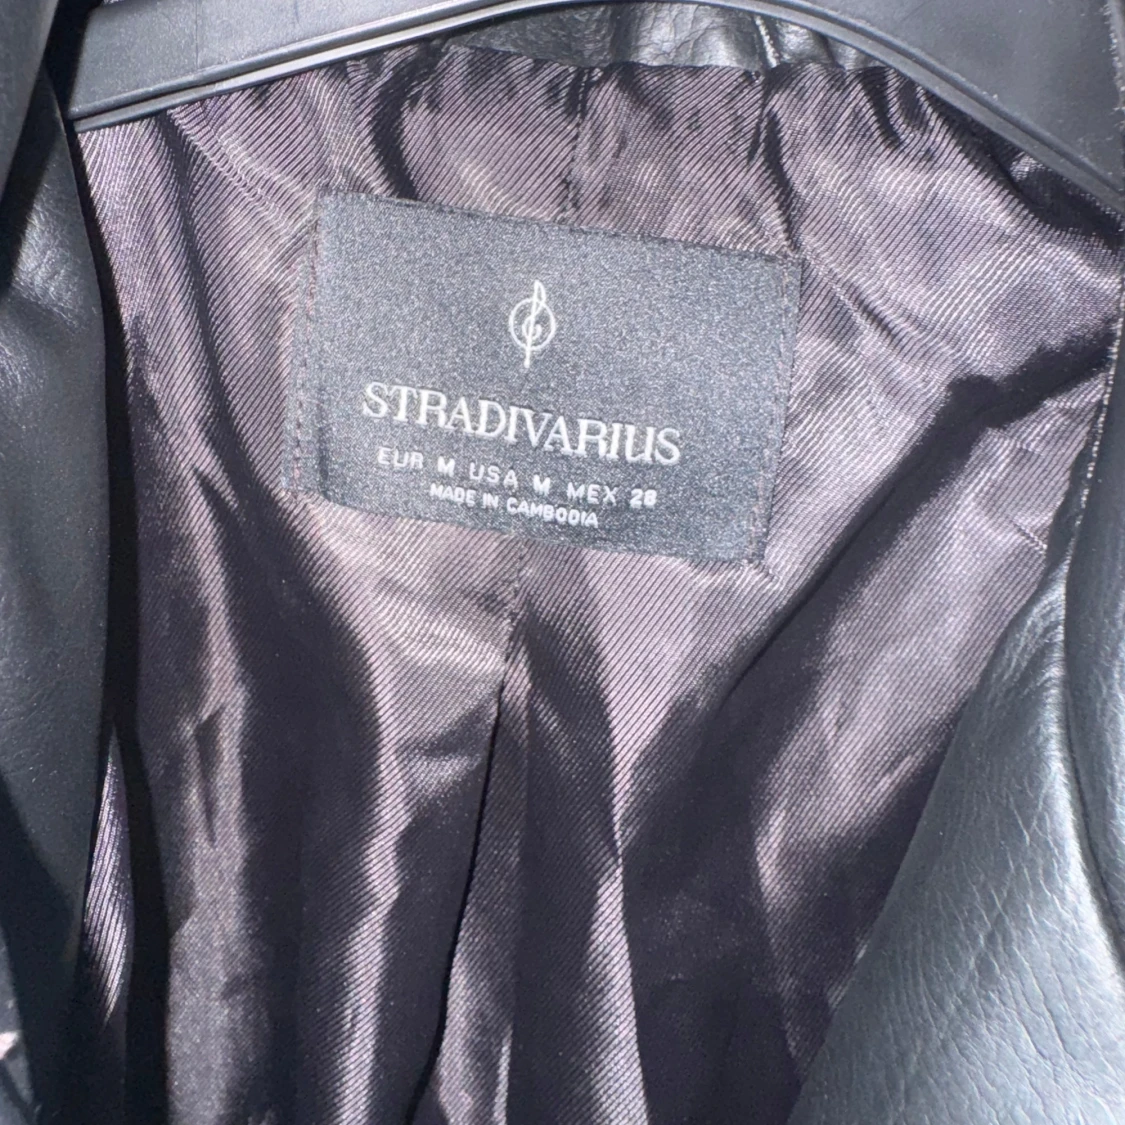 STRADIVARIUS
EUR M USA M MEX 28
MADE IN CAMBODIA